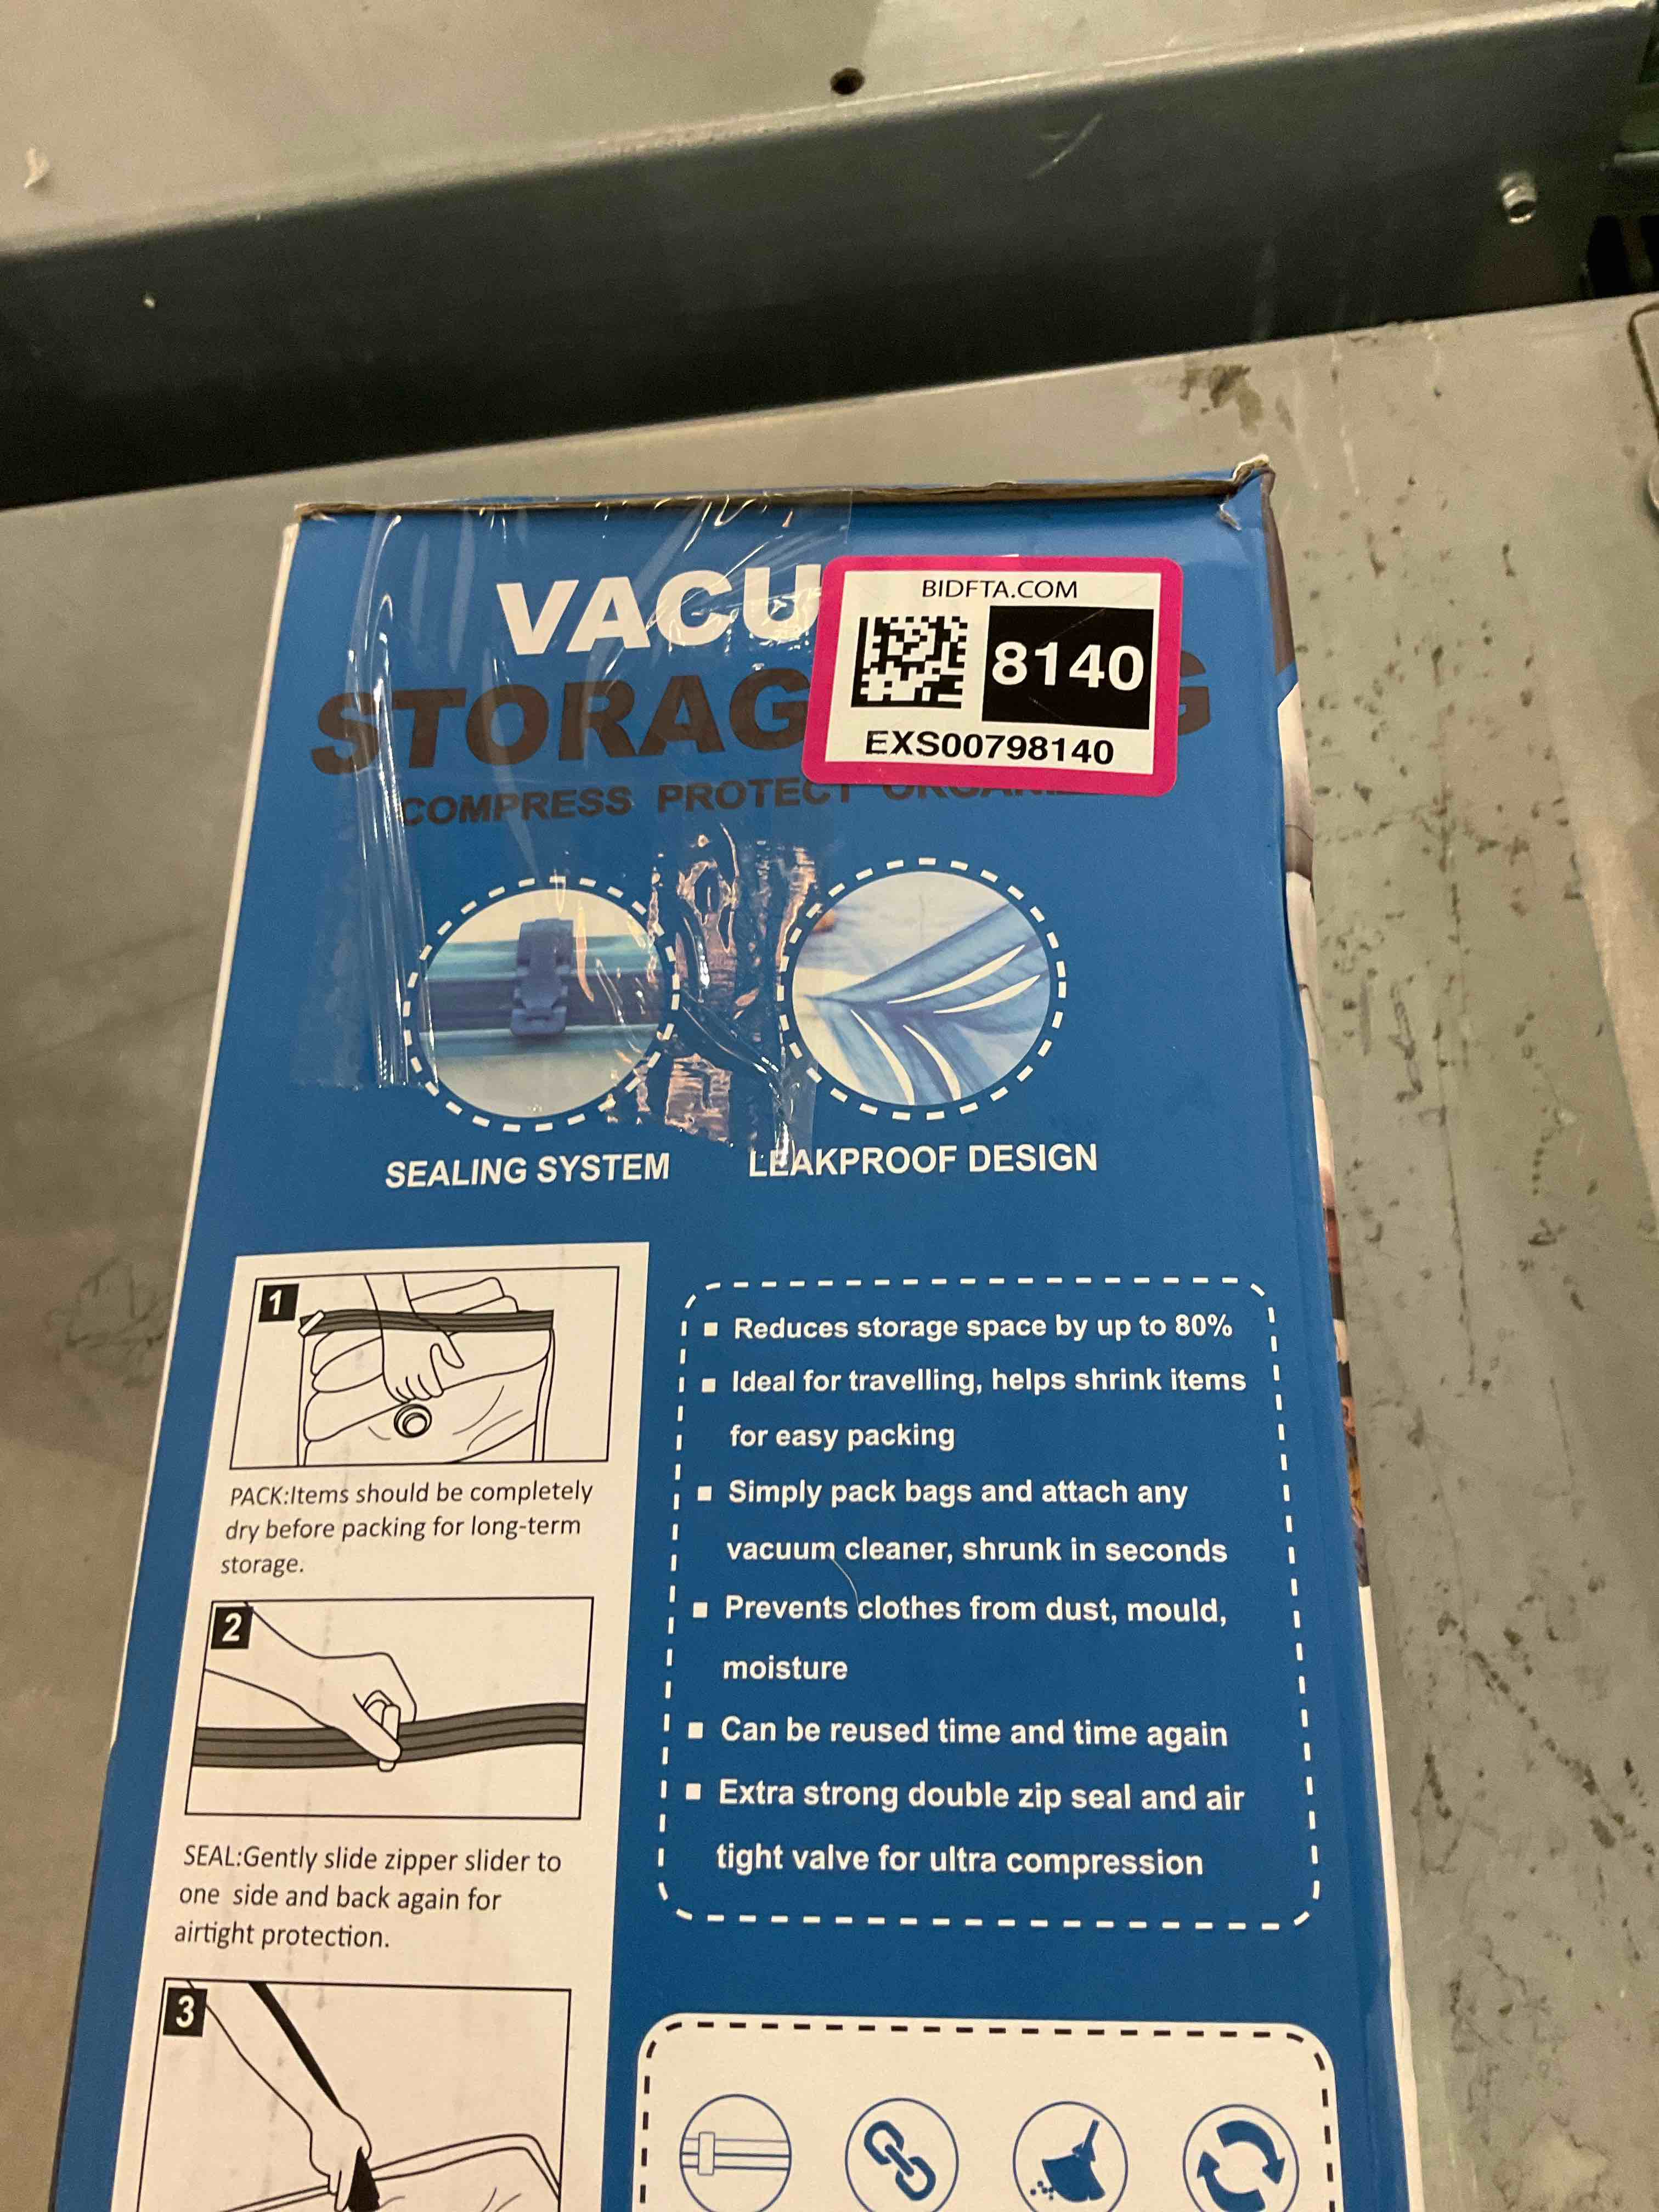 VACU
BIDFTA.COM
8140
EXS00798140
STORAG G
COMPRESS PROTECT
SEALING SYSTEM
LEAKPROOF DESIGN
1
PACK:Items should be completely
dry before packing for long-term
storage.
2
SEAL:Gently slide zipper slider to
one side and back again for
airtight protection.
3
▪ Reduces storage space by up to 80%
▪ Ideal for travelling, helps shrink items
for easy packing
▪ Simply pack bags and attach any
vacuum cleaner, shrunk in seconds
▪ Prevents clothes from dust, mould,
moisture
▪ Can be reused time and time again
▪ Extra strong double zip seal and air
tight valve for ultra compression